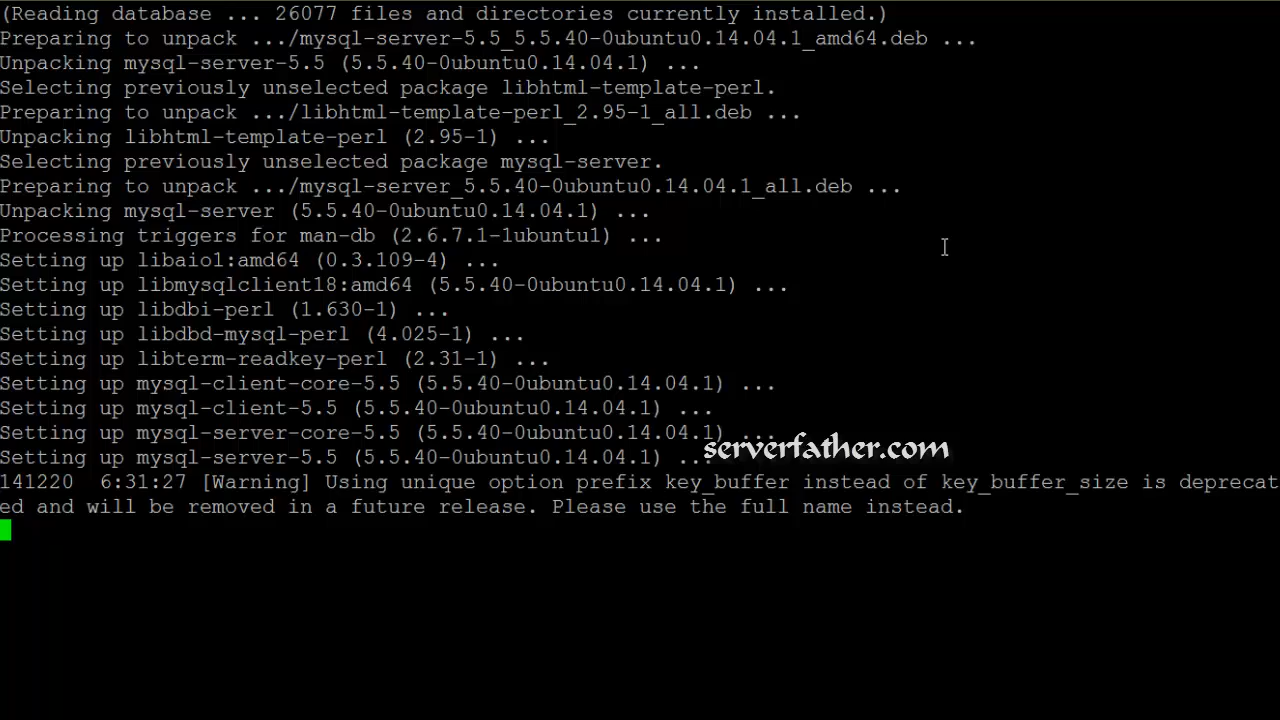 (Reading database ... 26077 files and directories currently installed.)
Preparing to unpack .../mysql-server-5.5_5.5.40-0ubuntu0.14.04.1_amd64.deb ...
Unpacking mysql-server-5.5 (5.5.40-0ubuntu0.14.04.1) ...
Selecting previously unselected package libhtml-template-perl.
Preparing to unpack .../libhtml-template-perl_2.95-1_all.deb ...
Unpacking libhtml-template-perl (2.95-1) ...
Selecting previously unselected package mysql-server.
Preparing to unpack .../mysql-server_5.5.40-0ubuntu0.14.04.1_all.deb ...
Unpacking mysql-server (5.5.40-0ubuntu0.14.04.1) ...
Processing triggers for man-db (2.6.7.1-1ubuntu1) ...
Setting up libaio1:amd64 (0.3.109-4) ...
Setting up libmysqlclient18:amd64 (5.5.40-0ubuntu0.14.04.1) ...
Setting up libdbi-perl (1.630-1) ...
Setting up libdbd-mysql-perl (4.025-1) ...
Setting up libterm-readkey-perl (2.31-1) ...
Setting up mysql-client-core-5.5 (5.5.40-0ubuntu0.14.04.1) ...
Setting up mysql-client-5.5 (5.5.40-0ubuntu0.14.04.1) ...
Setting up mysql-server-core-5.5 (5.5.40-0ubuntu0.14.04.1) ...
serverfather.com
Setting up mysql-server-5.5 (5.5.40-0ubuntu0.14.04.1) ...
141220  6:31:27 [Warning] Using unique option prefix key_buffer instead of key_buffer_size is deprecat
ed and will be removed in a future release. Please use the full name instead.